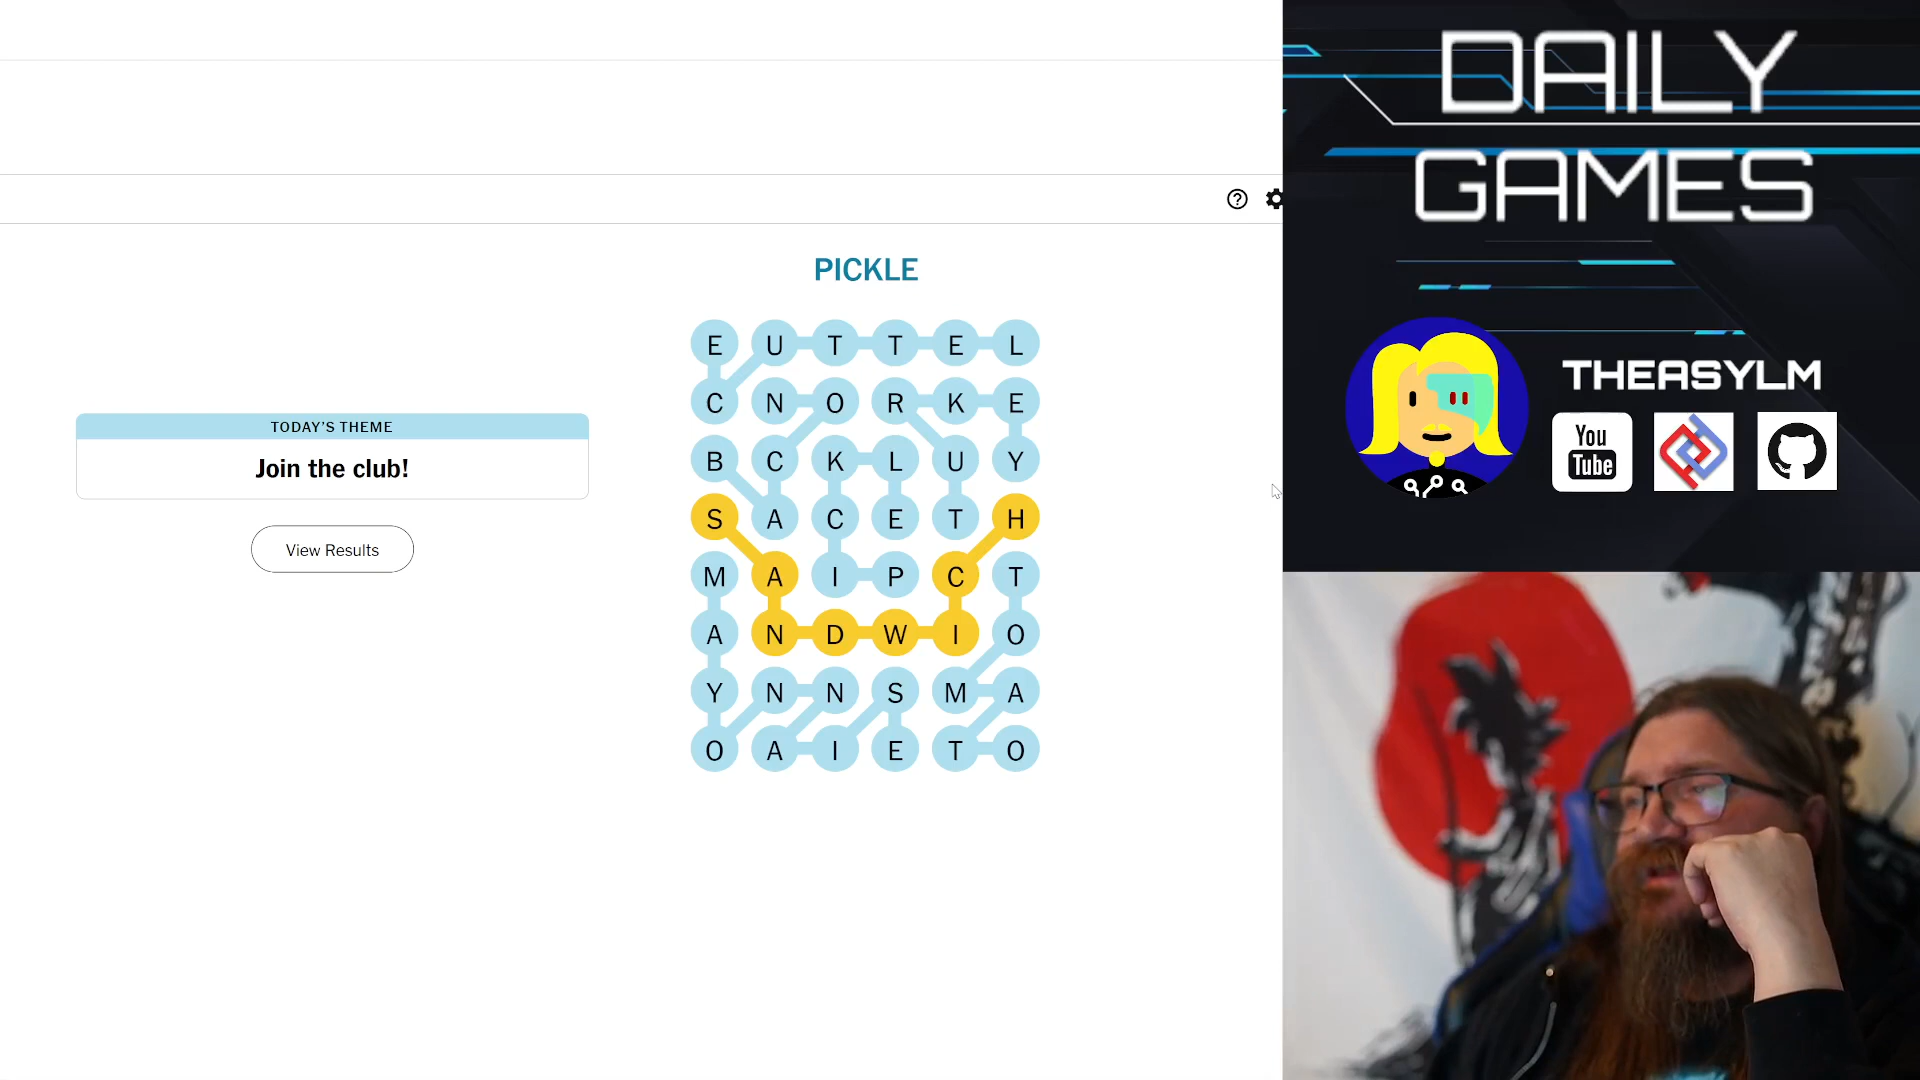 DAILY
GAMES
THEASYLM
You
Tube
PICKLE
TODAY'S THEME
Join the club!
View Results
E U T T E L
C N O R K E
B C K L U Y
S A C E T H
M A I P C T
A N D W I O
Y N N S M A
O A I E T O